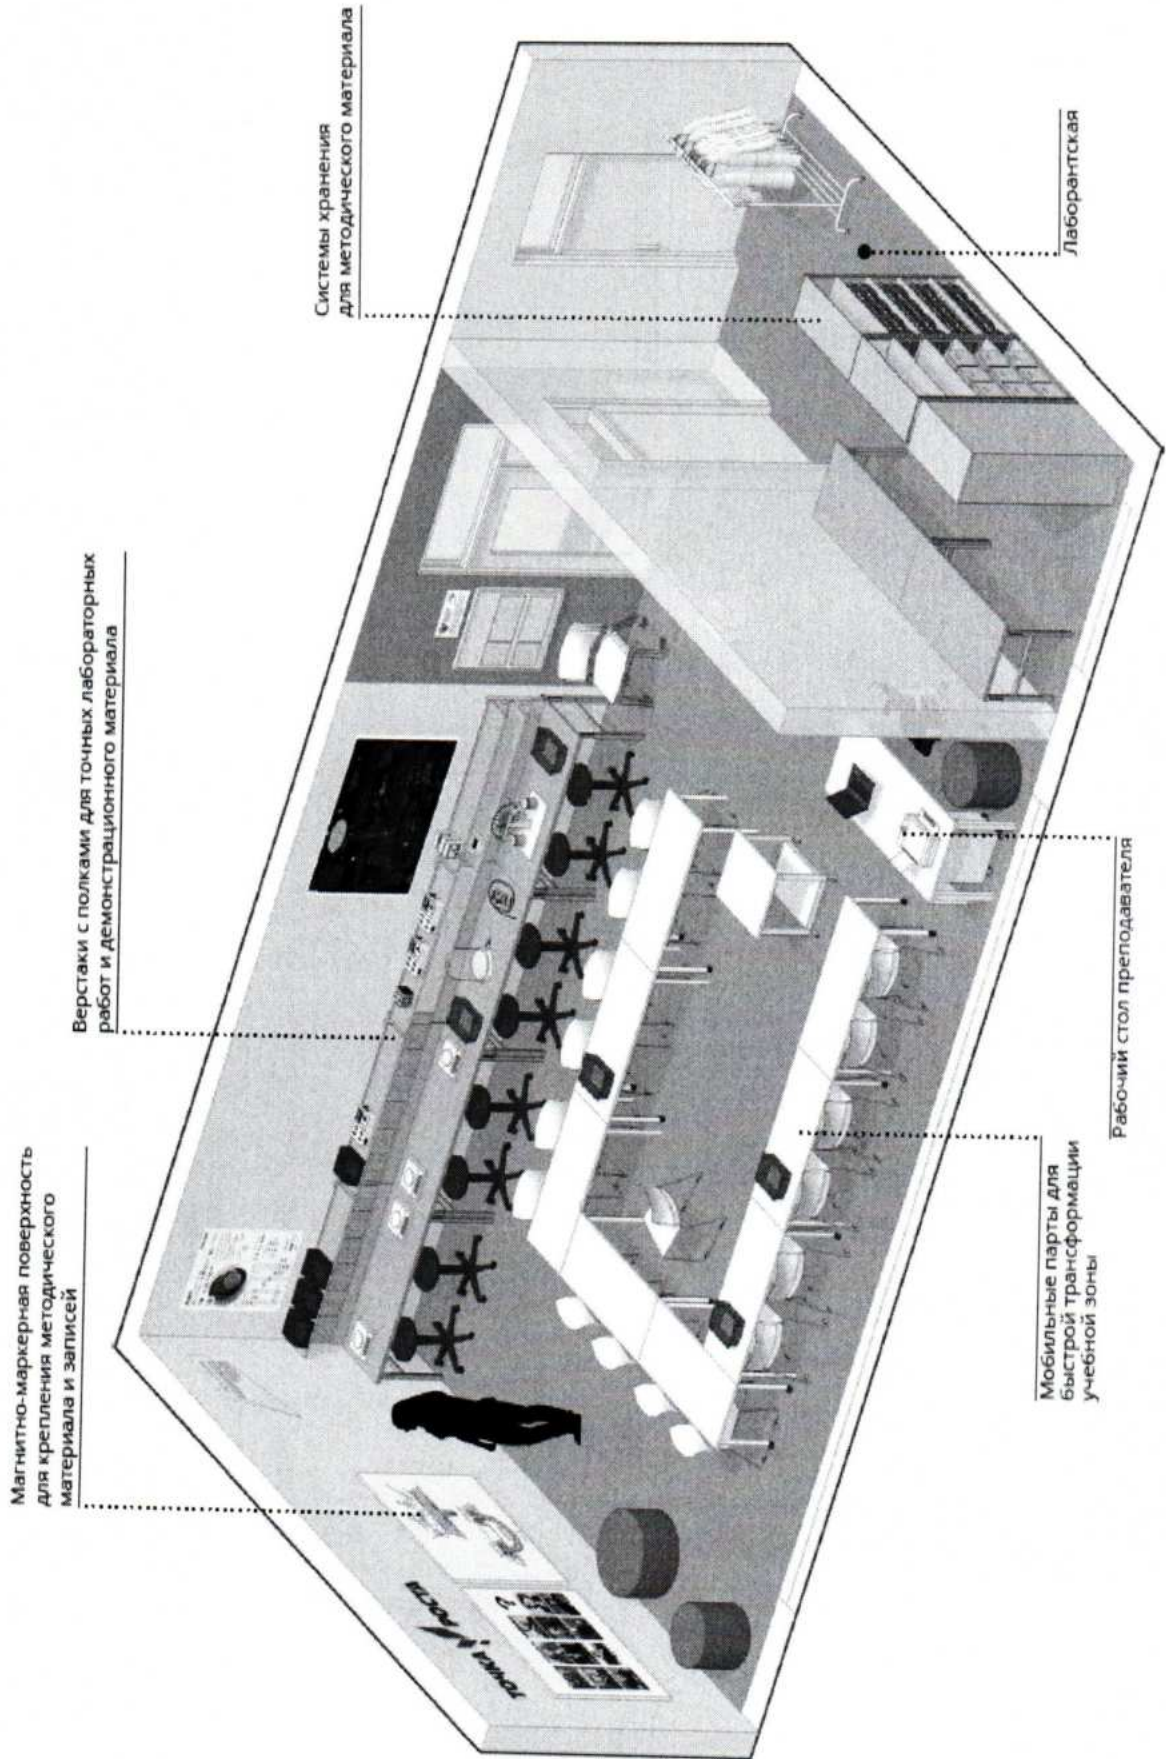 Магнитно-маркерная поверхность
для крепления методического
материала и записей
Верстаки с полками для точных лабораторных
работ и демонстрационного материала
Системы хранения
для методического материала
ТОЧКА РОСТА
Мобильные парты для
быстрой трансформации
учебной зоны
Рабочий стол преподавателя
Лаборантская